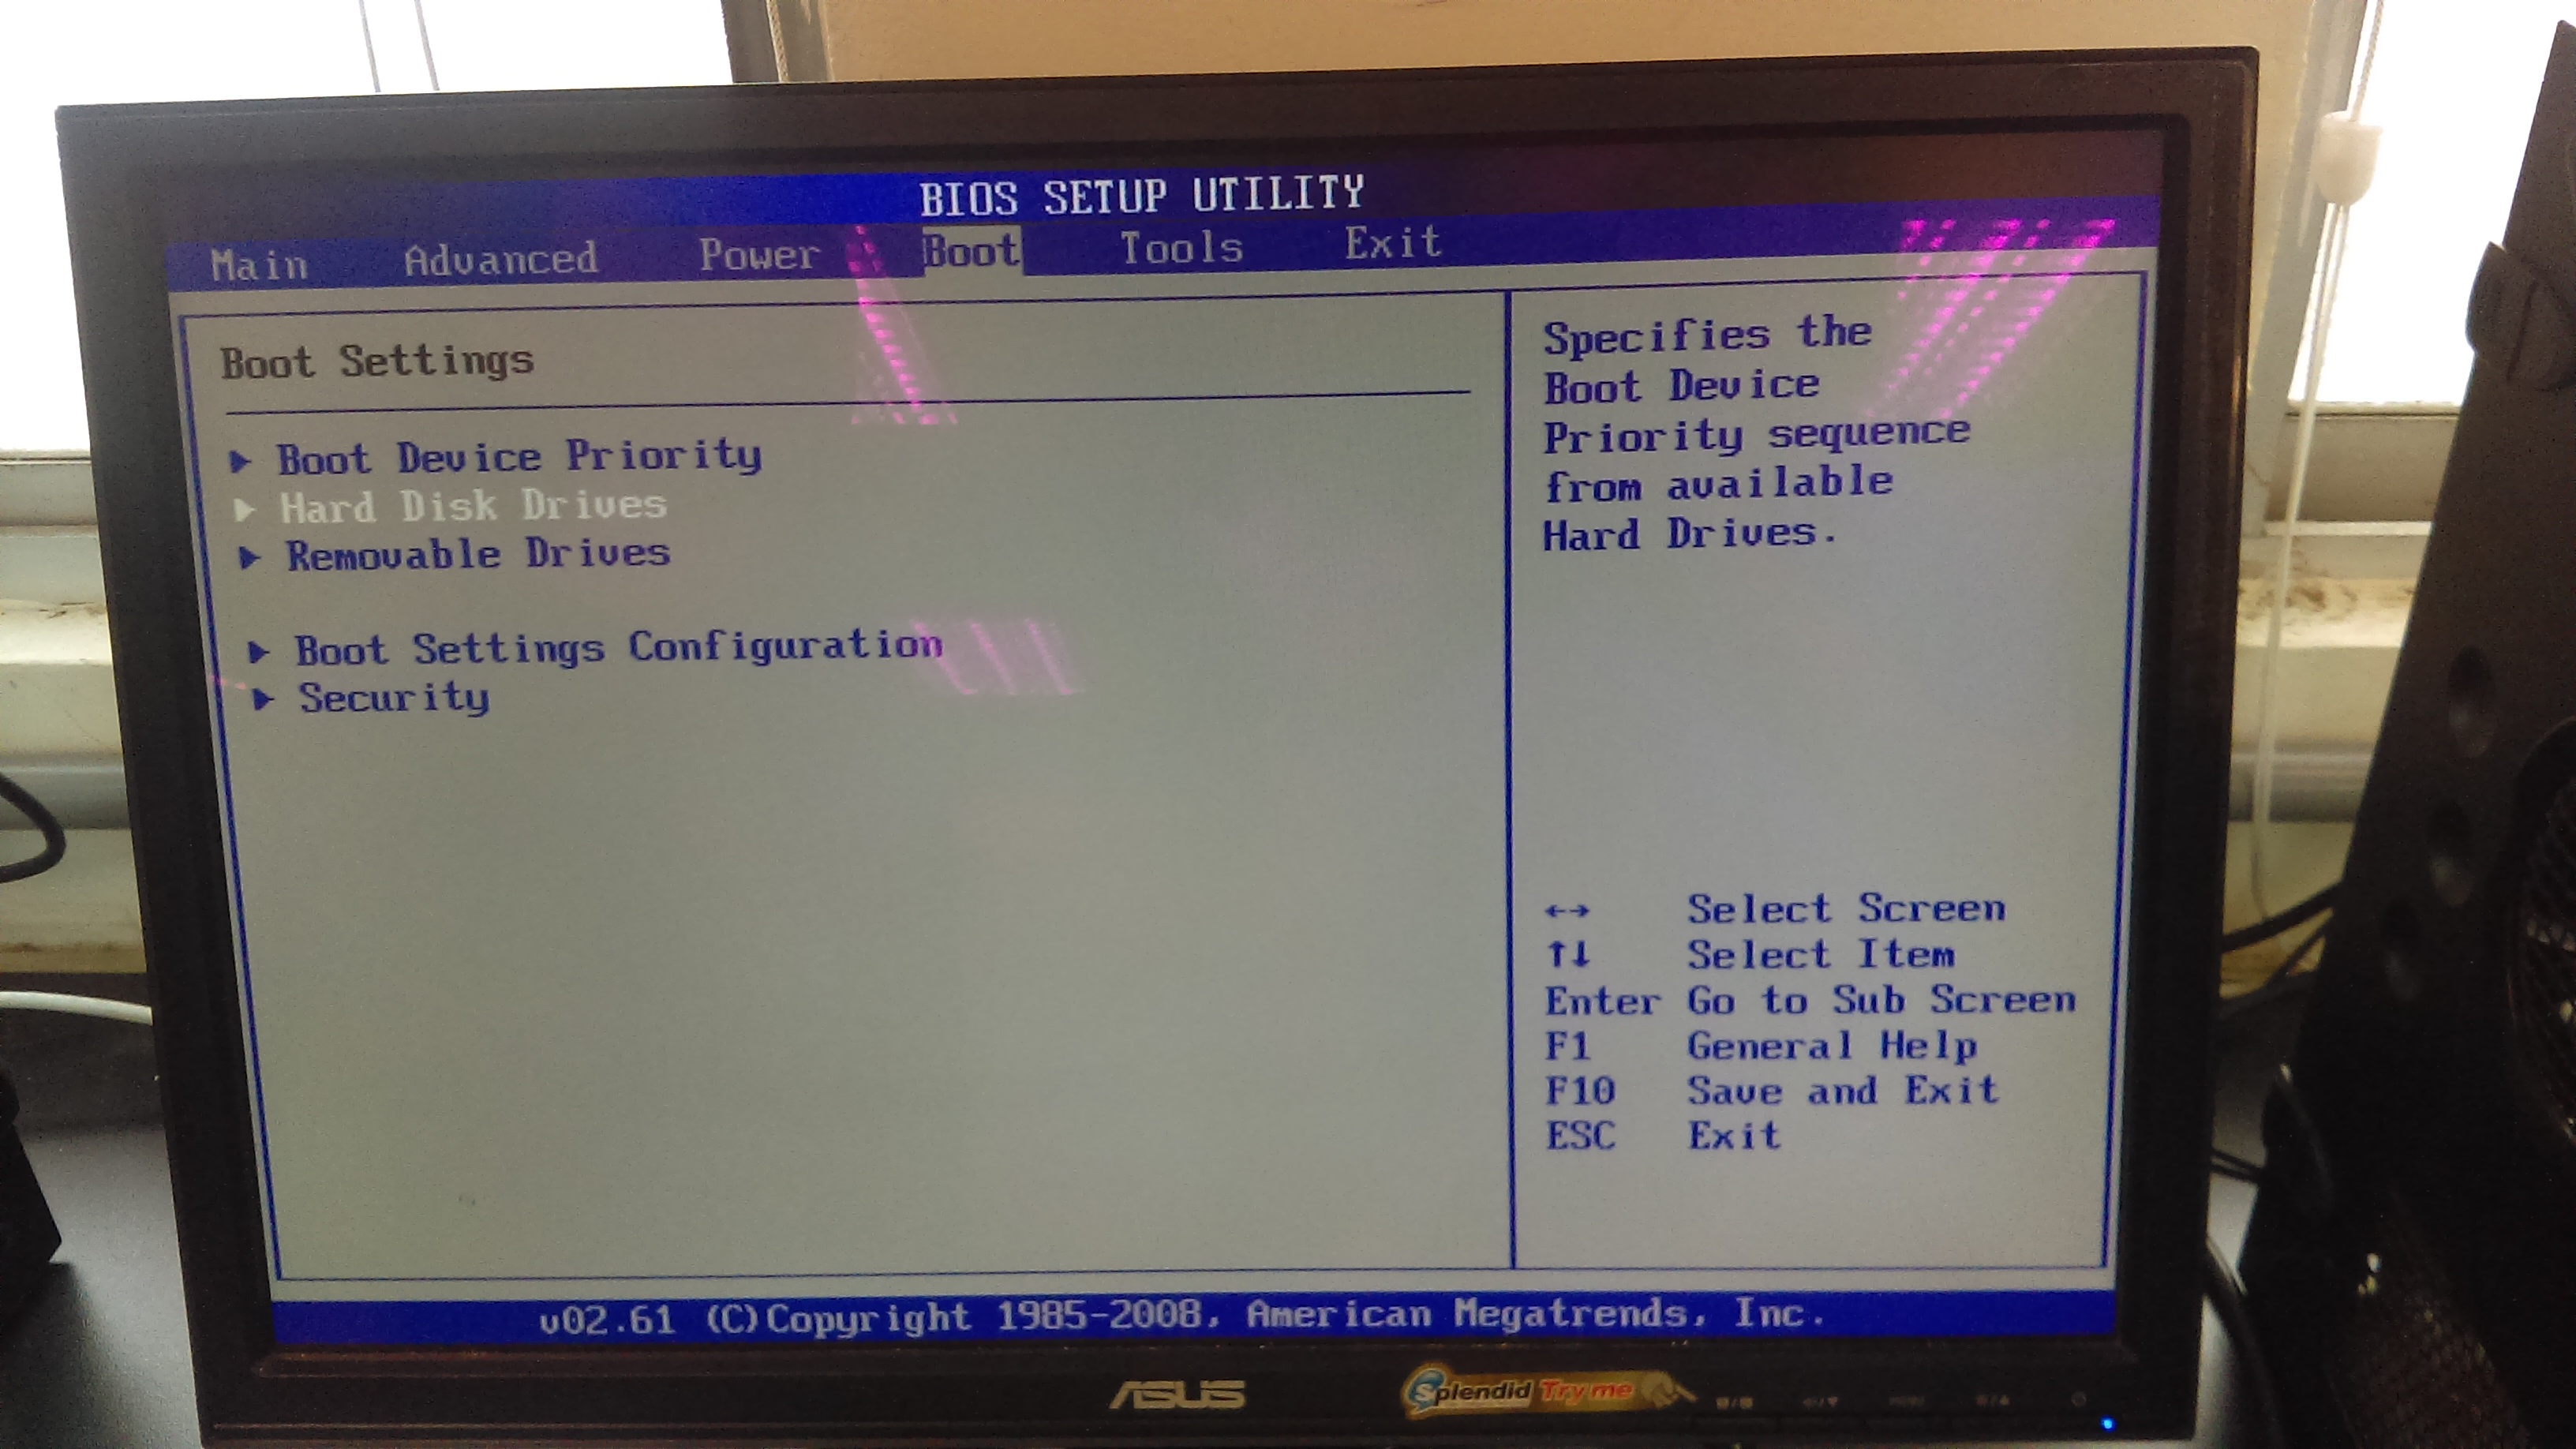 BIOS SETUP UTILITY
Main Advanced Power Boot Tools Exit
Boot Settings
Boot Device Priority
Hard Disk Drives
Removable Drives
Boot Settings Configuration
Security
Specifies the
Boot Device
Priority sequence
from available
Hard Drives.
←→ Select Screen
↑↓ Select Item
Enter Go to Sub Screen
F1 General Help
F10 Save and Exit
ESC Exit
v02.61 (C)Copyright 1985-2008, American Megatrends, Inc.
ASUS
Splendid Try me